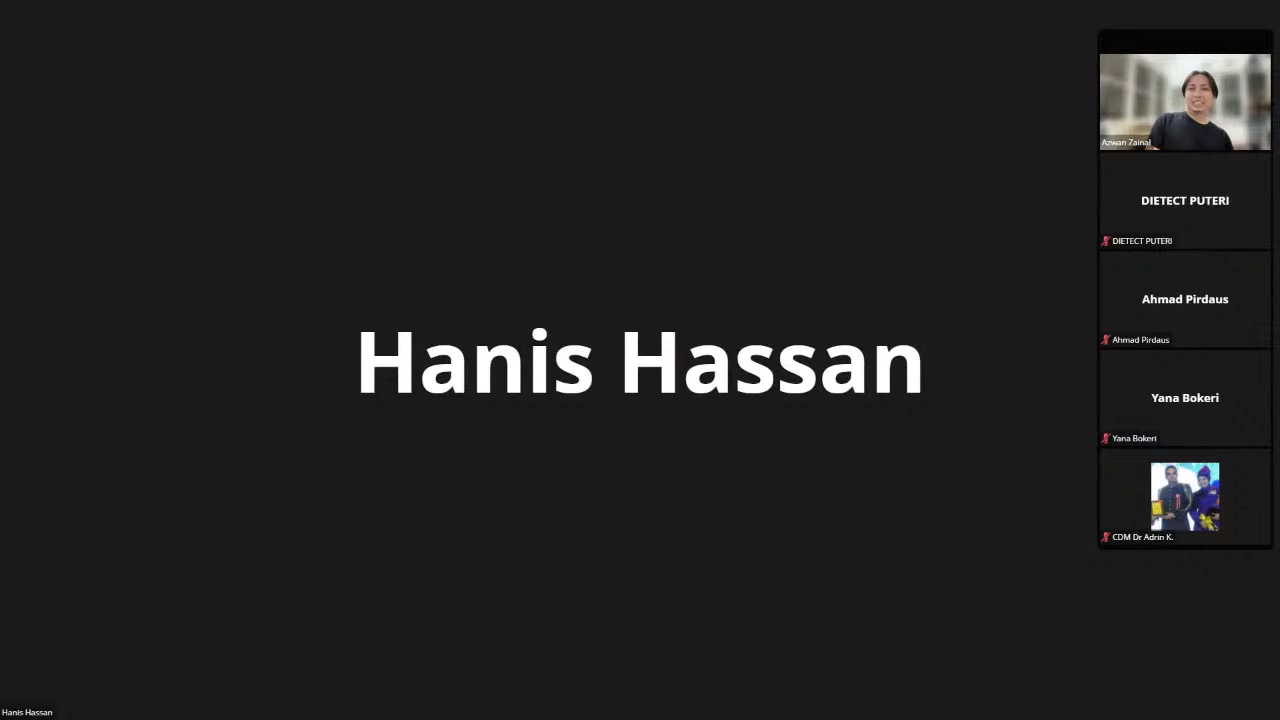 Hanis Hassan
Azwan Zainal
DIETECT PUTERI
DIETECT PUTERI
Ahmad Pirdaus
Ahmad Pirdaus
Yana Bokeri
Yana Bokeri
CDM Dr Adrin K.
Hanis Hassan